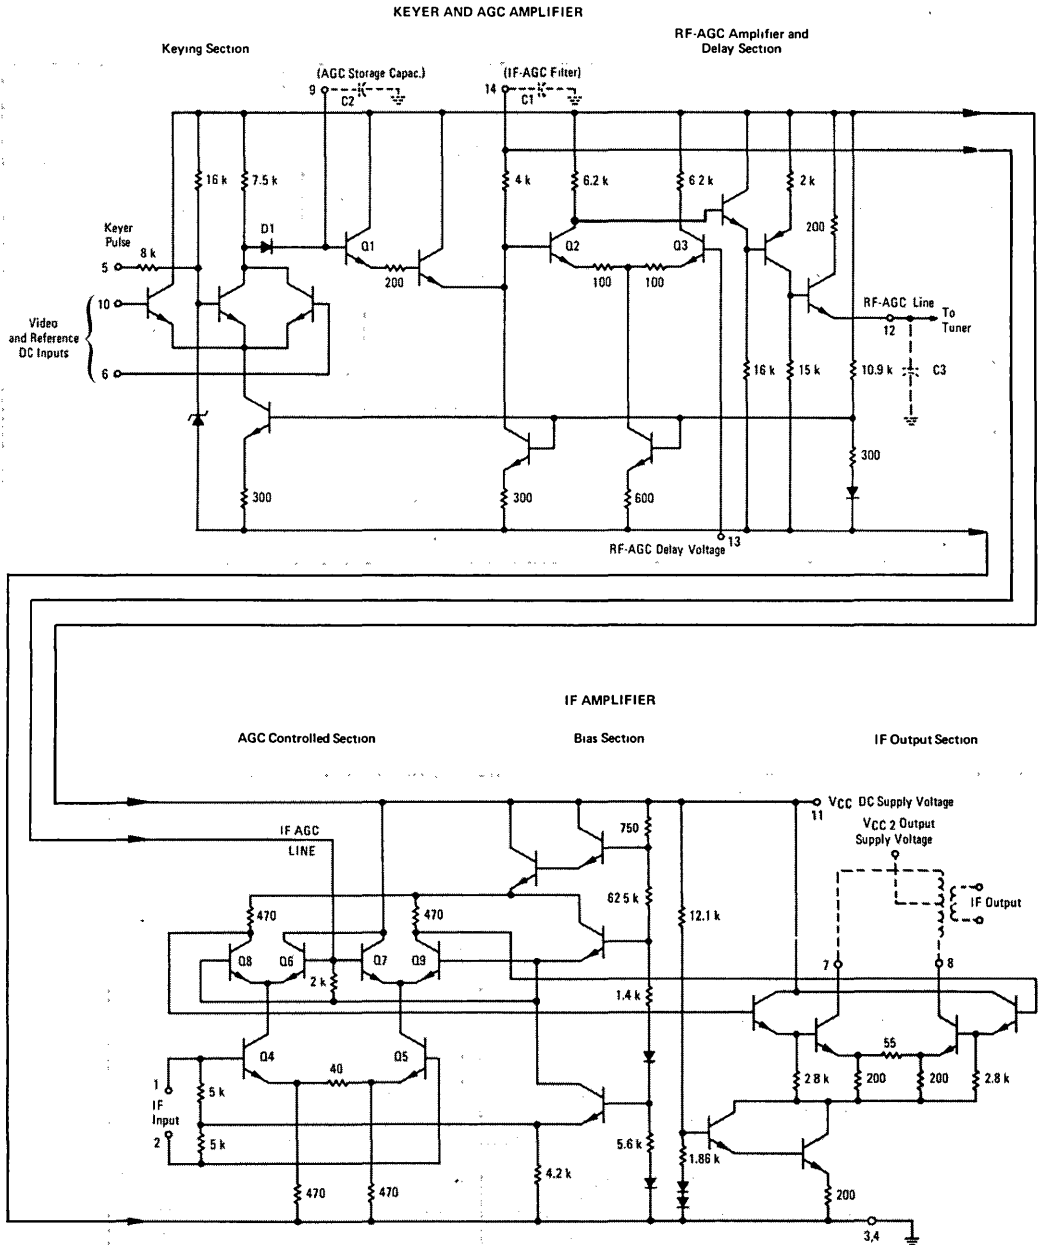 KEYER AND AGC AMPLIFIER
Keying Section
RF-AGC Amplifier and
Delay Section
(AGC Storage Capac.)
9
C2
(IF-AGC Filter)
14
C1
16 k
7.5 k
4 k
6.2k
6 2 k
2 k
200
Keyer
Pulse
5
8 k
D1
Q1
200
Q2
Q3
100
100
10
Video
and Reference
DC Inputs
6
RF-AGC Line
12
To
Tuner
16 k
15 k
10.9 k
C3
300
300
300
600
13
RF-AGC Delay Voltage
IF AMPLIFIER
AGC Controlled Section
Bias Section
IF Output Section
IF AGC
LINE
750
VCC DC Supply Voltage
11
VCC 2 Output
Supply Voltage
470
470
62 5 k
12.1 k
IF Output
Q8
Q6
Q7
Q9
2 k
7
8
1.4 k
Q4
Q5
40
55
1
IF
Input
2
5 k
5 k
2 8 k
200
200
2.8 k
5.6 k
1.86 k
4.2 k
470
470
200
3,4